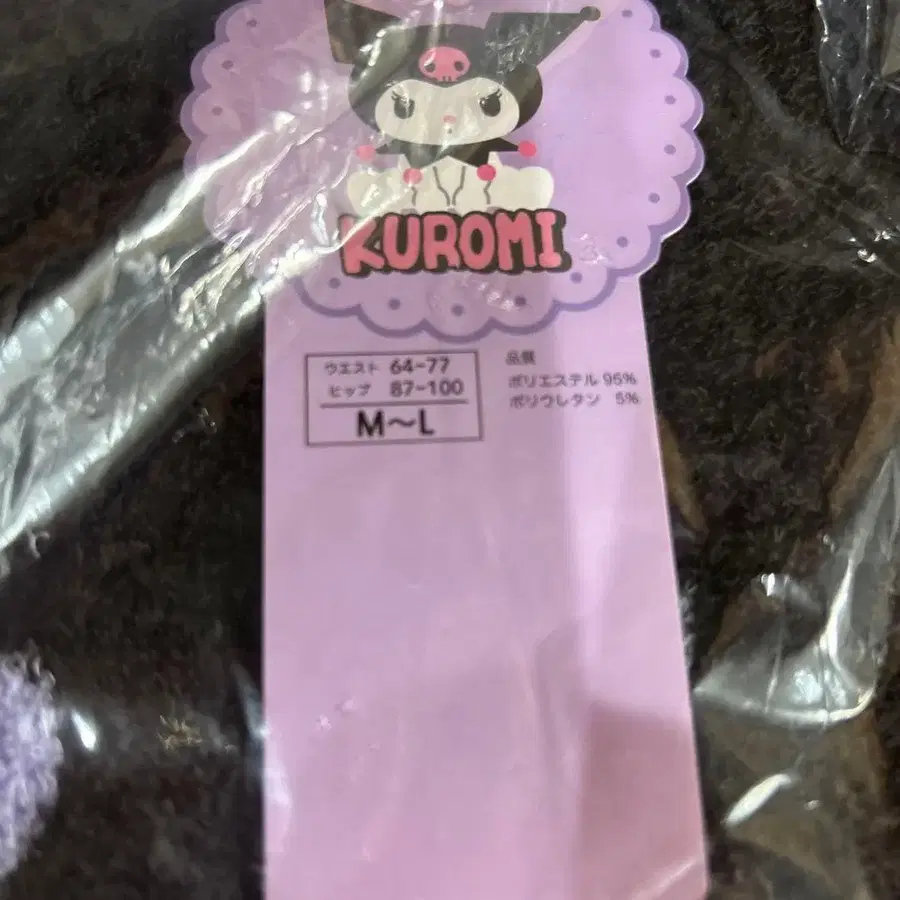 KUROMI
ウエスト 64-77
ヒップ 87-100
M〜L
品質
ポリエステル 95%
ポリウレタン 5%